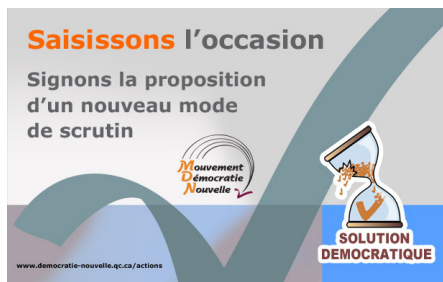 Saisissons l'occasion
Signons la proposition
d'un nouveau mode
de scrutin
Mouvement
Démocratie
Nouvelle
SOLUTION
DEMOCRATIQUE
www.democratie-nouvelle.qc.ca/actions